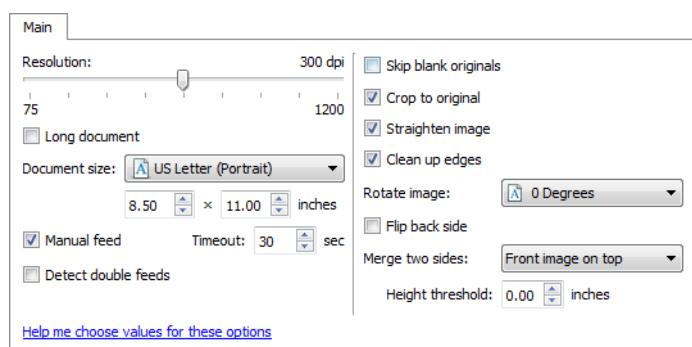 Main
Resolution: 300 dpi
75 1200
Long document
Document size: US Letter (Portrait)
8.50 × 11.00 inches
Manual feed Timeout: 30 sec
Detect double feeds
Help me choose values for these options
Skip blank originals
Crop to original
Straighten image
Clean up edges
Rotate image: 0 Degrees
Flip back side
Merge two sides: Front image on top
Height threshold: 0.00 inches